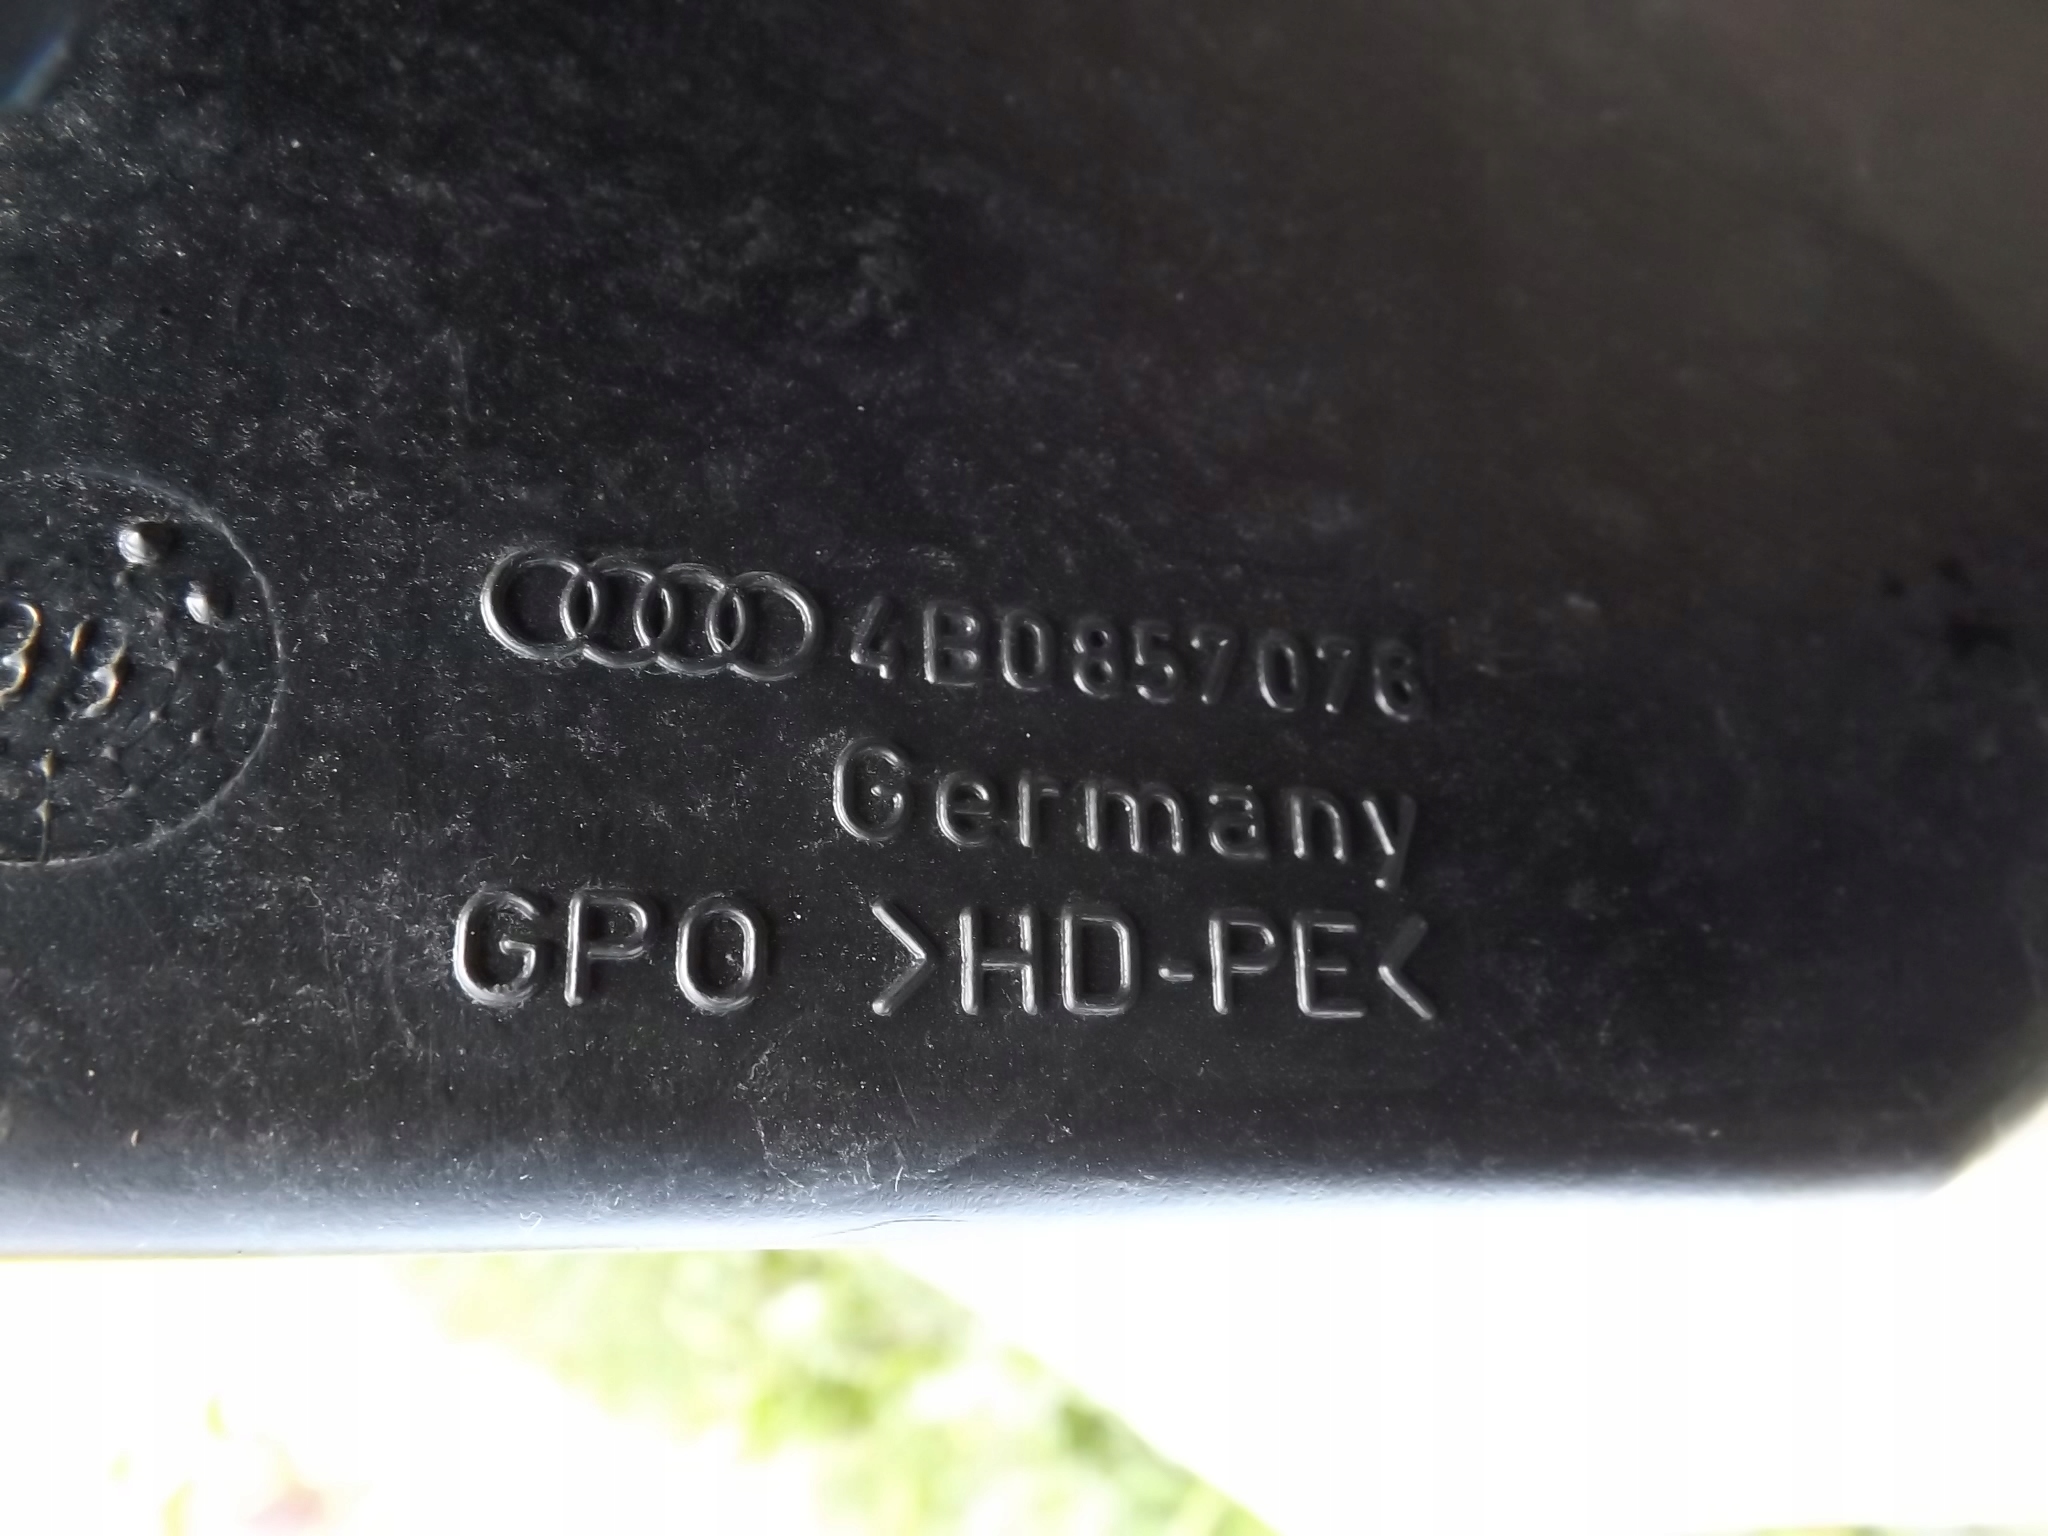 4B0857076
Germany
GPO >HD-PE<